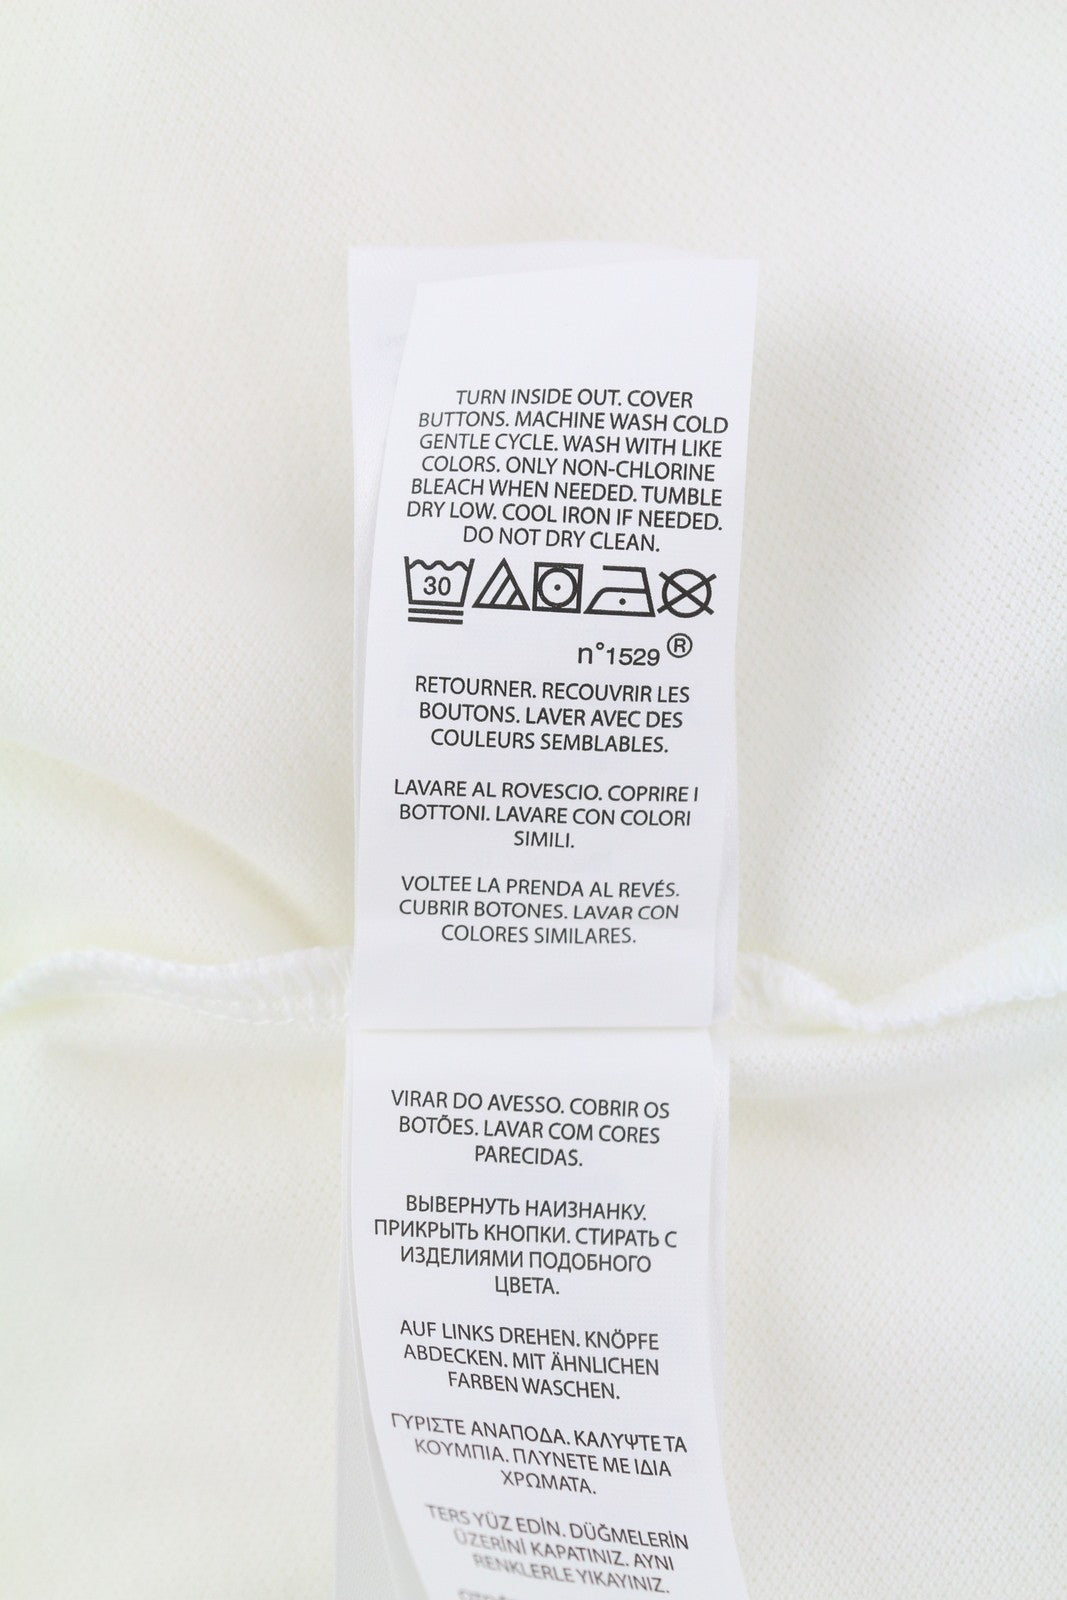 TURN INSIDE OUT. COVER
BUTTONS. MACHINE WASH COLD
GENTLE CYCLE. WASH WITH LIKE
COLORS. ONLY NON-CHLORINE
BLEACH WHEN NEEDED. TUMBLE
DRY LOW. COOL IRON IF NEEDED.
DO NOT DRY CLEAN.
30
n°1529 ®
RETOURNER. RECOUVRIR LES
BOUTONS. LAVER AVEC DES
COULEURS SEMBLABLES.
LAVARE AL ROVESCIO. COPRIRE I
BOTTONI. LAVARE CON COLORI
SIMILI.
VOLTEE LA PRENDA AL REVÉS.
CUBRIR BOTONES. LAVAR CON
COLORES SIMILARES.
VIRAR DO AVESSO. COBRIR OS
BOTÕES. LAVAR COM CORES
PARECIDAS.
ВЫВЕРНУТЬ НАИЗНАНКУ.
ПРИКРЫТЬ КНОПКИ. СТИРАТЬ С
ИЗДЕЛИЯМИ ПОДОБНОГО
ЦВЕТА.
AUF LINKS DREHEN. KNÖPFE
ABDECKEN. MIT ÄHNLICHEN
FARBEN WASCHEN.
ΓΥΡΙΣΤΕ ΑΝΑΠΟΔΑ. ΚΑΛΥΨΤΕ ΤΑ
ΚΟΥΜΠΙΑ. ΠΛΥΝΕΤΕ ΜΕ ΙΔΙΑ
ΧΡΩΜΑΤΑ.
TERS YÜZ EDİN. DÜĞMELERİN
ÜZERİNİ KAPATINIZ. AYNI
RENKLERLE YIKAYINIZ.